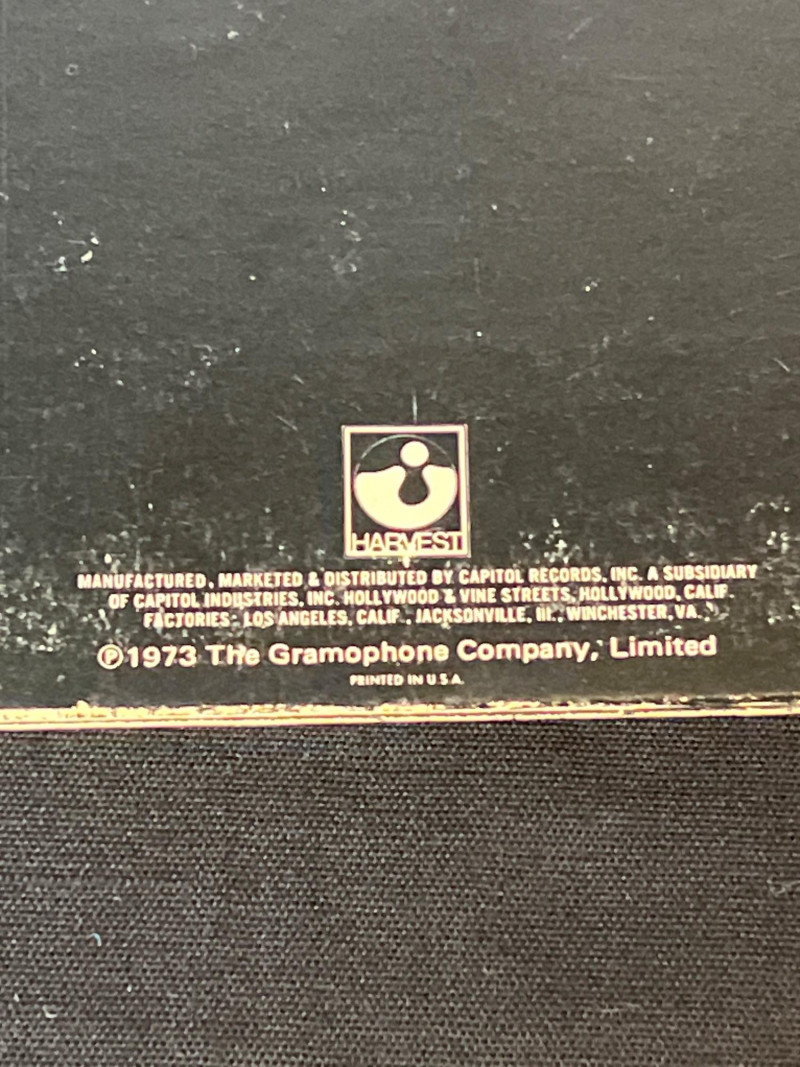 HARVEST
MANUFACTURED, MARKETED & DISTRIBUTED BY CAPITOL RECORDS, INC. A SUBSIDIARY
OF CAPITOL INDUSTRIES, INC. HOLLYWOOD & VINE STREETS, HOLLYWOOD, CALIF.
FACTORIES: LOS ANGELES, CALIF., JACKSONVILLE, Ill., WINCHESTER, VA.
℗1973 The Gramophone Company, Limited
PRINTED IN U.S.A.